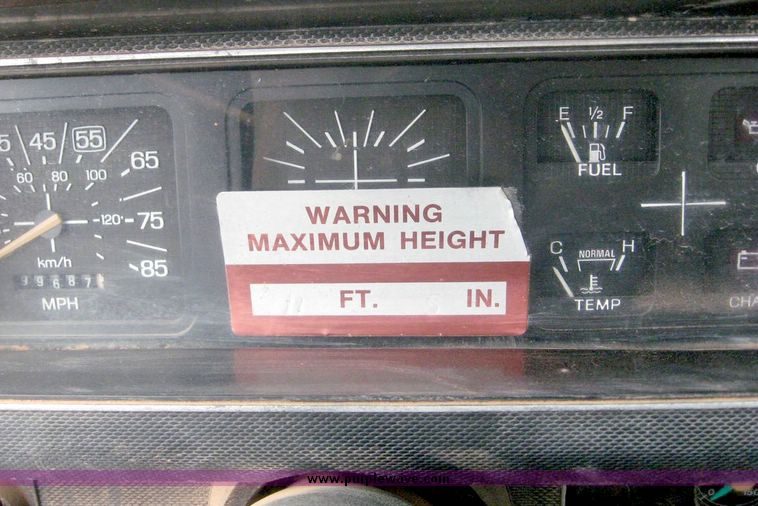 45 55 65
60 80 100
120 75
km/h 85
MPH
WARNING
MAXIMUM HEIGHT
FT. IN.
E 1/2 F
FUEL
C NORMAL H
TEMP
www.purplewave.com